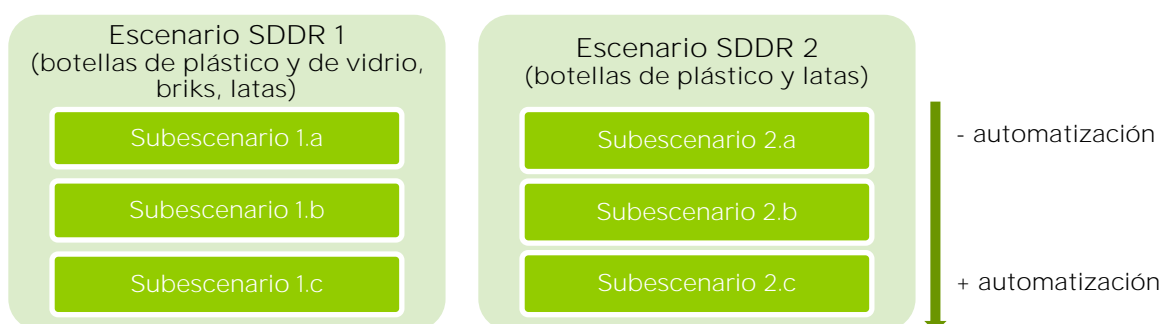 Escenario SDDR 1
(botellas de plástico y de vidrio,
briks, latas)
Subescenario 1.a
Subescenario 1.b
Subescenario 1.c
Escenario SDDR 2
(botellas de plástico y latas)
Subescenario 2.a
Subescenario 2.b
Subescenario 2.c
- automatización
+ automatización